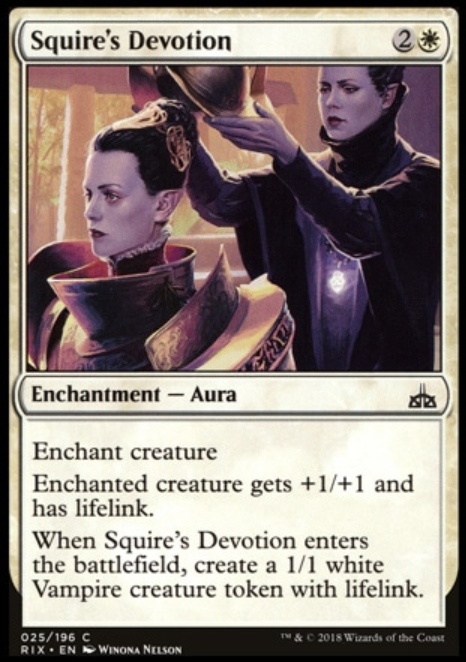 Squire's Devotion 2
Enchantment — Aura
Enchant creature
Enchanted creature gets +1/+1 and
has lifelink.
When Squire's Devotion enters
the battlefield, create a 1/1 white
Vampire creature token with lifelink.
025/196 C
RIX • EN Winona Nelson
™ & © 2018 Wizards of the Coast